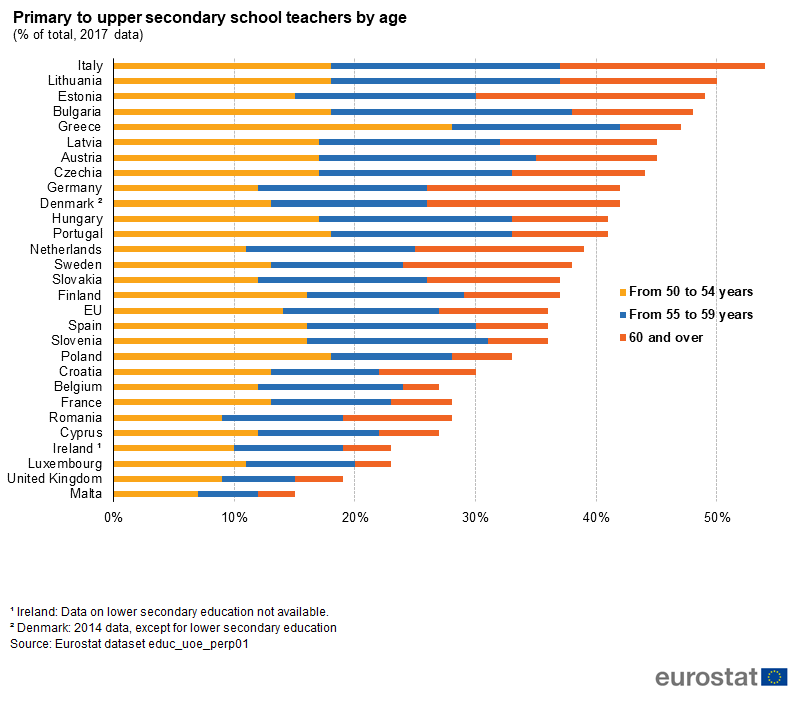 Primary to upper secondary school teachers by age
(% of total, 2017 data)
Italy
Lithuania
Estonia
Bulgaria
Greece
Latvia
Austria
Czechia
Germany
Denmark ²
Hungary
Portugal
Netherlands
Sweden
Slovakia
Finland
EU
Spain
Slovenia
Poland
Croatia
Belgium
France
Romania
Cyprus
Ireland ¹
Luxembourg
United Kingdom
Malta
From 50 to 54 years
From 55 to 59 years
60 and over
0% 10% 20% 30% 40% 50%
¹ Ireland: Data on lower secondary education not available.
² Denmark: 2014 data, except for lower secondary education
Source: Eurostat dataset educ_uoe_perp01
eurostat